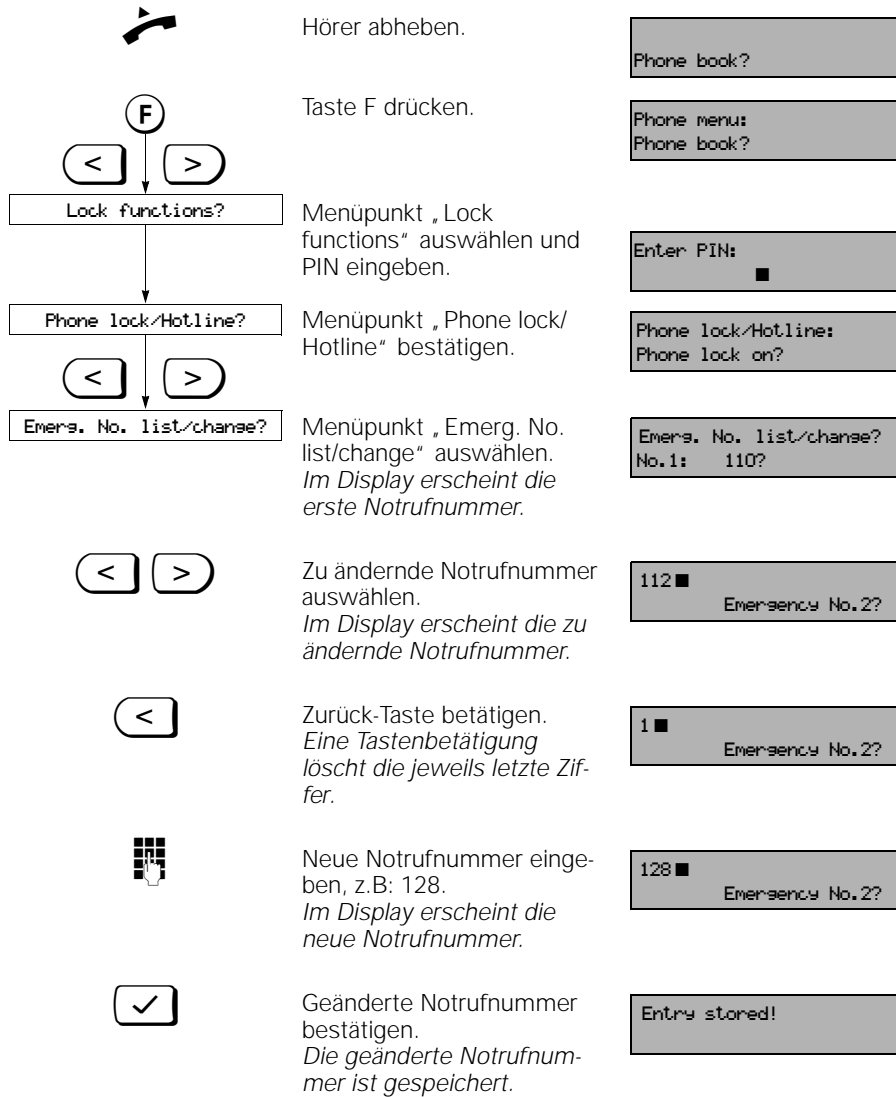 Hörer abheben.
Phone book?
F
Taste F drücken.
Phone menu:
Phone book?
< >
Lock functions?
Menüpunkt „Lock
functions“ auswählen und
PIN eingeben.
Enter PIN:
Phone lock/Hotline?
Menüpunkt „Phone lock/
Hotline“ bestätigen.
Phone lock/Hotline:
Phone lock on?
< >
Emerg. No. list/change?
Menüpunkt „Emerg. No.
list/change“ auswählen.
Im Display erscheint die
erste Notrufnummer.
Emerg. No. list/change?
No.1: 110?
< >
Zu ändernde Notrufnummer
auswählen.
Im Display erscheint die zu
ändernde Notrufnummer.
112
Emergency No.2?
<
Zurück-Taste betätigen.
Eine Tastenbetätigung
löscht die jeweils letzte Zif-
fer.
1
Emergency No.2?
Neue Notrufnummer einge-
ben, z.B: 128.
Im Display erscheint die
neue Notrufnummer.
128
Emergency No.2?
Geänderte Notrufnummer
bestätigen.
Die geänderte Notrufnum-
mer ist gespeichert.
Entry stored!